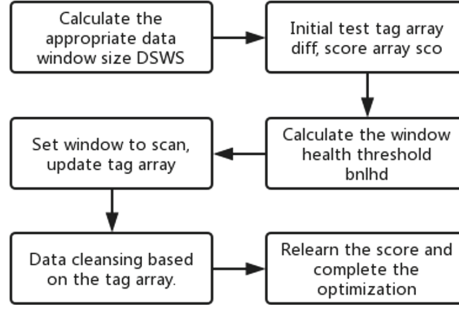 Calculate the
appropriate data
window size DSWS
Initial test tag array
diff, score array sco
Calculate the window
health threshold
bnlhd
Set window to scan,
update tag array
Data cleansing based
on the tag array.
Relearn the score and
complete the
optimization